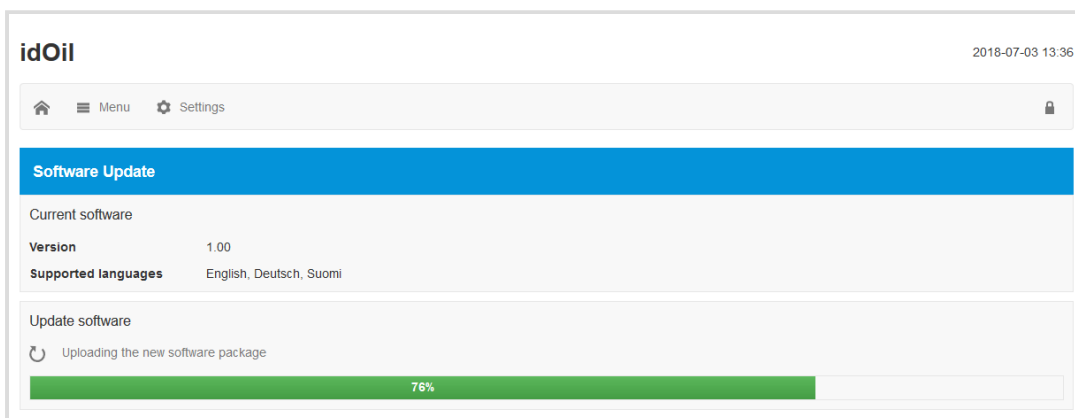 idOil
2018-07-03 13:36
Menu Settings
Software Update
Current software
Version 1.00
Supported languages English, Deutsch, Suomi
Update software
Uploading the new software package
76%